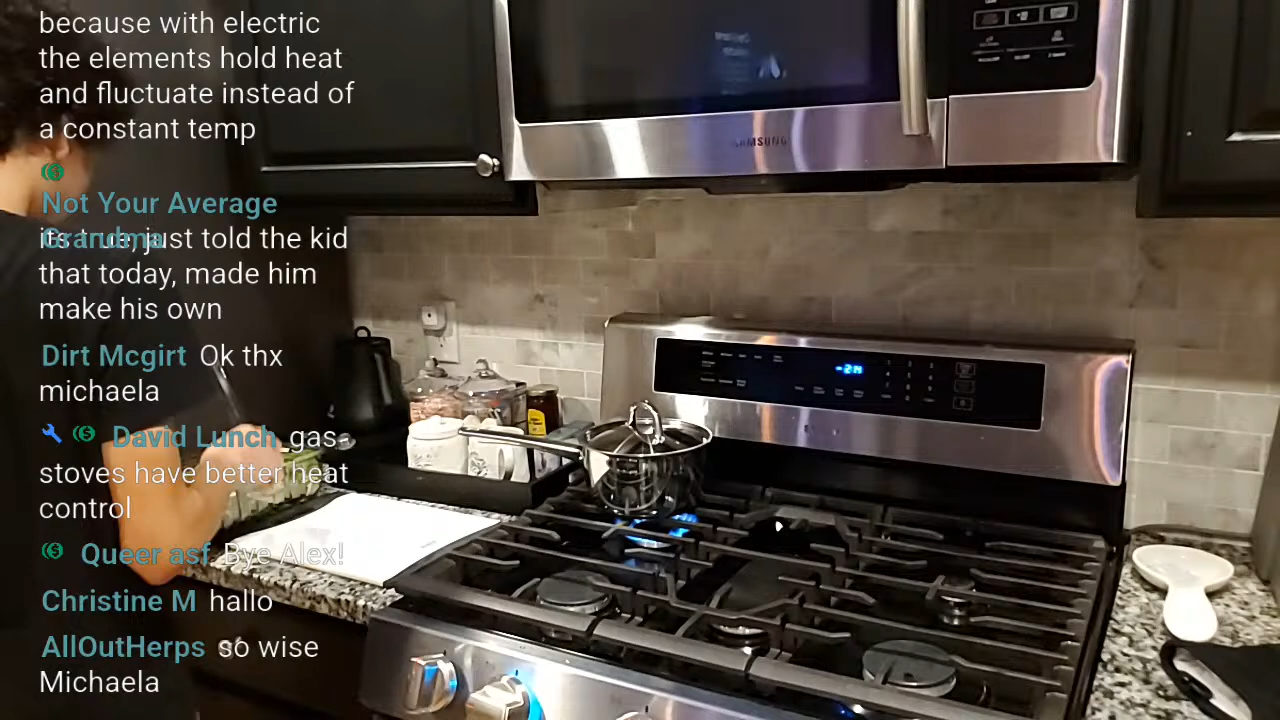 because with electric
the elements hold heat
and fluctuate instead of
a constant temp
Not Your Average
Grandma
its true, just told the kid
that today, made him
make his own
Dirt Mcgirt Ok thx
michaela
David Lunch gas
stoves have better heat
control
Queer asf Bye Alex!
Christine M hallo
AllOutHerps so wise
Michaela
SAMSUNG